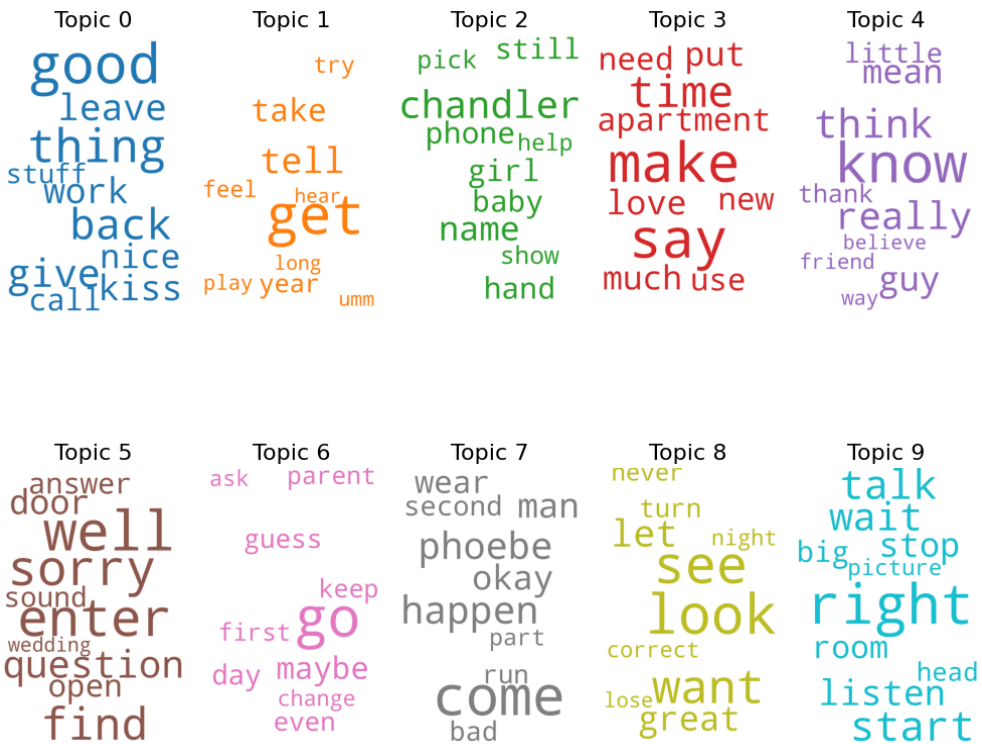 Topic 0
good
leave
thing
stuff
work
back
nice
give
kiss
call
Topic 1
try
take
tell
feel
hear
get
long
play
year
umm
Topic 2
still
pick
chandler
phone
help
girl
baby
name
show
hand
Topic 3
need put
time
apartment
make
love
new
say
much use
Topic 4
little
mean
think
know
thank
really
believe
friend
guy
way
Topic 5
answer
door
well
sorry
sound
enter
wedding
question
open
find
Topic 6
ask
parent
guess
keep
go
first
day
maybe
change
even
Topic 7
wear
second
man
phoebe
okay
happen
part
run
come
bad
Topic 8
never
turn
let
night
see
look
correct
want
lose
great
Topic 9
talk
wait
big
stop
picture
right
room
head
listen
start